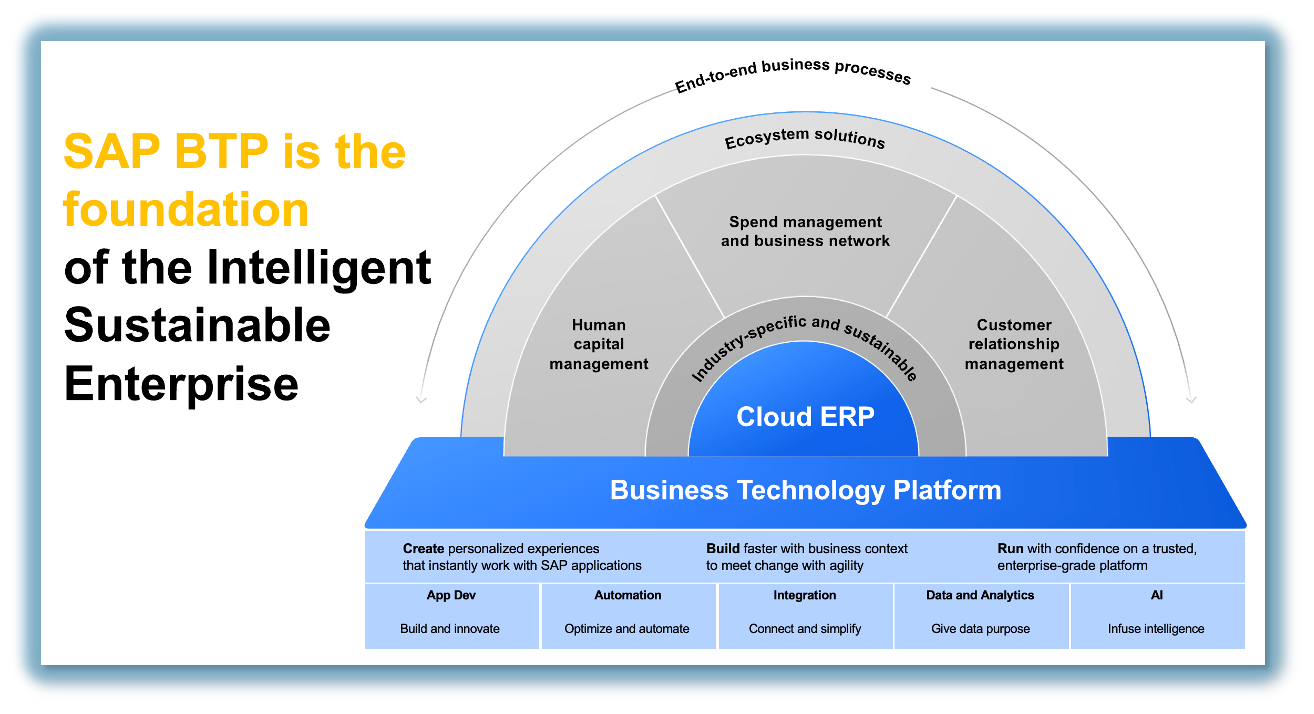 SAP BTP is the
foundation
of the Intelligent
Sustainable
Enterprise
End-to-end business processes
Ecosystem solutions
Spend management
and business network
Human
capital
management
Industry-specific and sustainable
Customer
relationship
management
Cloud ERP
Business Technology Platform
Create personalized experiences
that instantly work with SAP applications
Build faster with business context
to meet change with agility
Run with confidence on a trusted,
enterprise-grade platform
App Dev
Build and innovate
Automation
Optimize and automate
Integration
Connect and simplify
Data and Analytics
Give data purpose
AI
Infuse intelligence